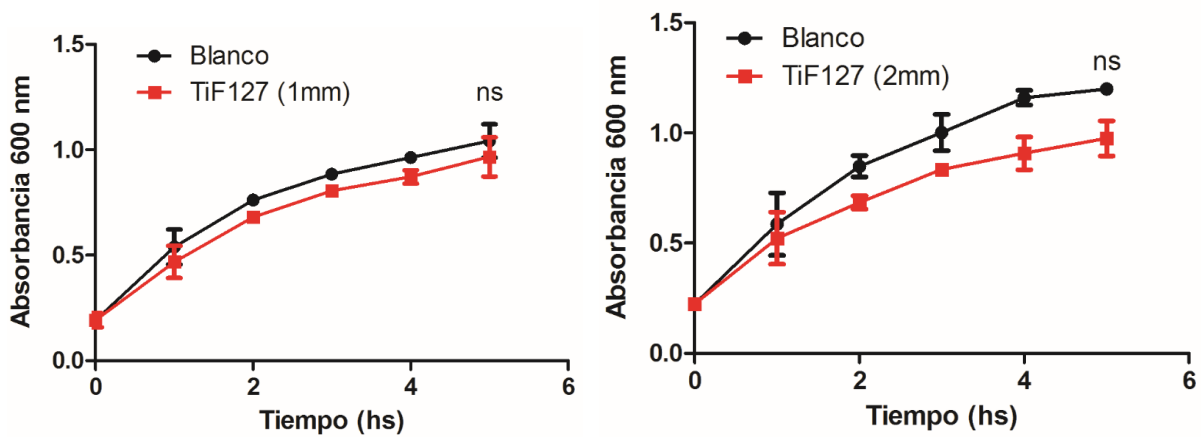 Blanco
TiF127 (1mm)
ns
Absorbancia 600 nm
1.5
1.0
0.5
0.0
0
2
4
6
Tiempo (hs)
Blanco
TiF127 (2mm)
ns
Absorbancia 600 nm
1.5
1.0
0.5
0.0
0
2
4
6
Tiempo (hs)